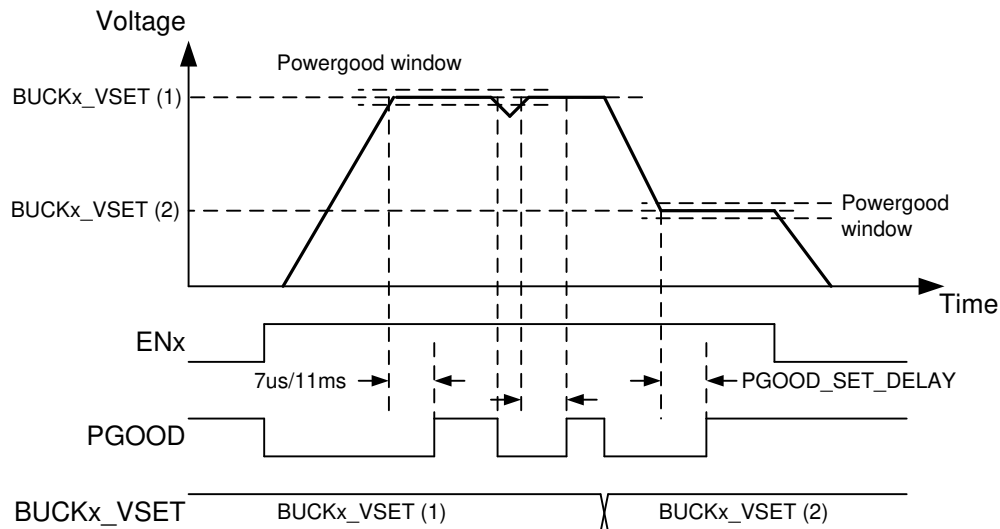 Voltage
Powergood window
BUCKx_VSET (1)
BUCKx_VSET (2)
Powergood
window
Time
ENx
7us/11ms
PGOOD_SET_DELAY
PGOOD
BUCKx_VSET
BUCKx_VSET (1)
BUCKx_VSET (2)